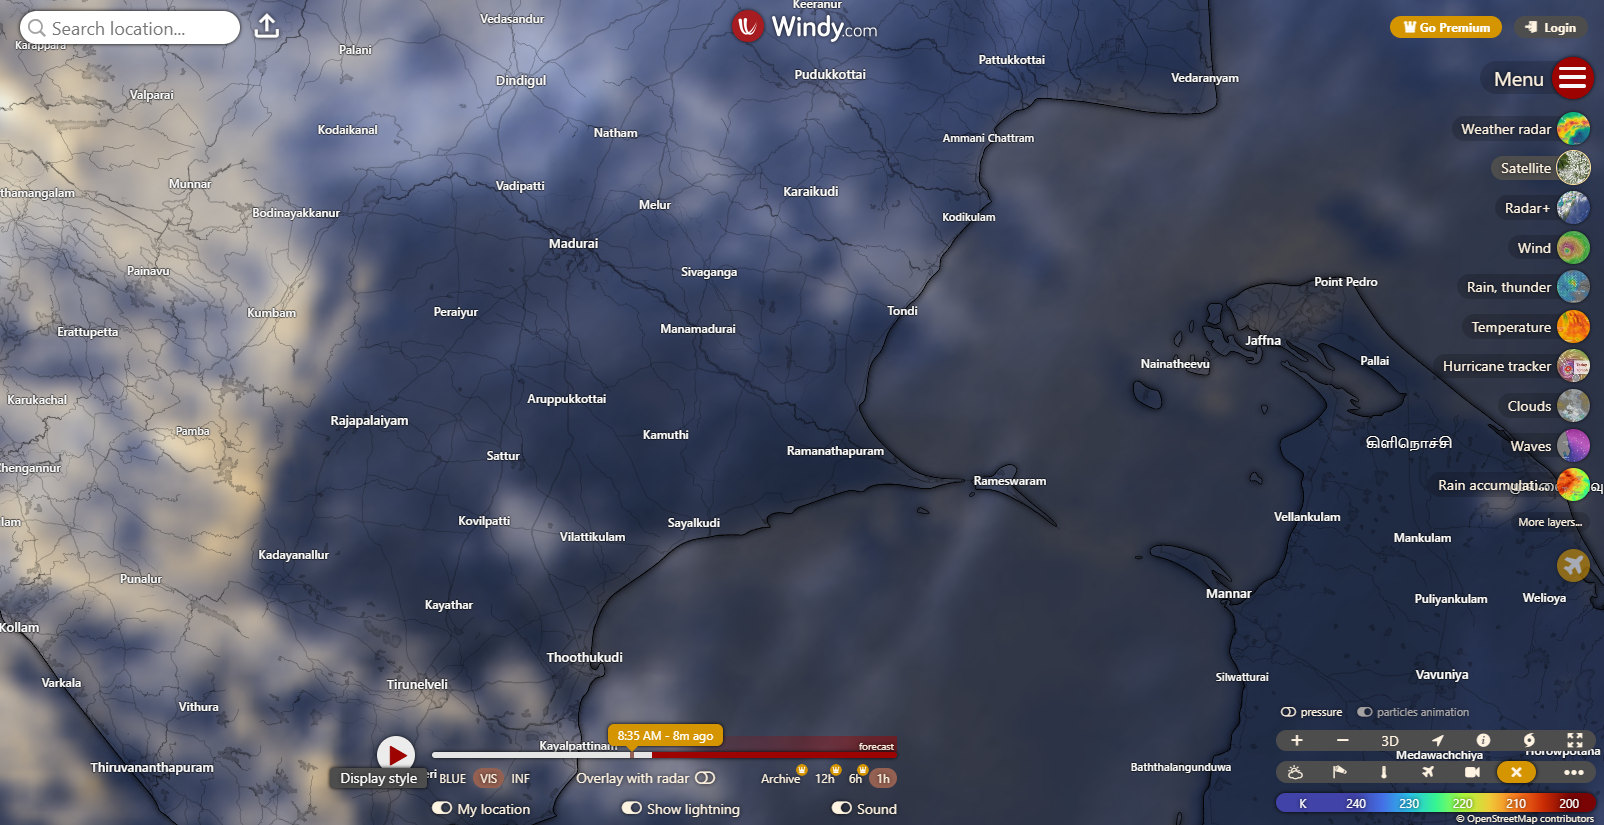 Search location...
Windy.com
Go Premium
Login
Menu
Weather radar
Satellite
Radar+
Wind
Rain, thunder
Temperature
Hurricane tracker
Clouds
Waves
Rain accumulati...
More layers...
Keeranur
Vedasandur
Karappara
Palani
Pattukkottai
Dindigul
Pudukkottai
Vedaranyam
Valparai
Kodaikanal
Natham
Ammani Chattram
Munnar
Vadipatti
Karaikudi
thamangalam
Melur
Bodinayakkanur
Kodikulam
Madurai
Painavu
Sivaganga
Point Pedro
Kumbam
Peraiyur
Tondi
Erattupetta
Manamadurai
Jaffna
Nainatheevu
Pallai
Karukachal
Aruppukkottai
Rajapalaiyam
Pamba
Kamuthi
கிளிநொச்சி
Sattur
Ramanathapuram
Chengannur
Rameswaram
Kovilpatti
Sayalkudi
Vellankulam
lam
Vilattikulam
Mankulam
Kadayanallur
Punalur
Mannar
Puliyankulam
Welioya
Kayathar
Kollam
Thoothukudi
Vavuniya
Silwatturai
Varkala
Tirunelveli
Vithura
Kayalpattinam
Medawachchiya
Horowpotana
Thiruvananthapuram
Baththalangunduwa
8:35 AM - 8m ago
forecast
Display style
eri
BLUE VIS INF
Overlay with radar
Archive 12h 6h 1h
My location
Show lightning
Sound
pressure
particles animation
+ − 3D
K 240 230 220 210 200
© OpenStreetMap contributors